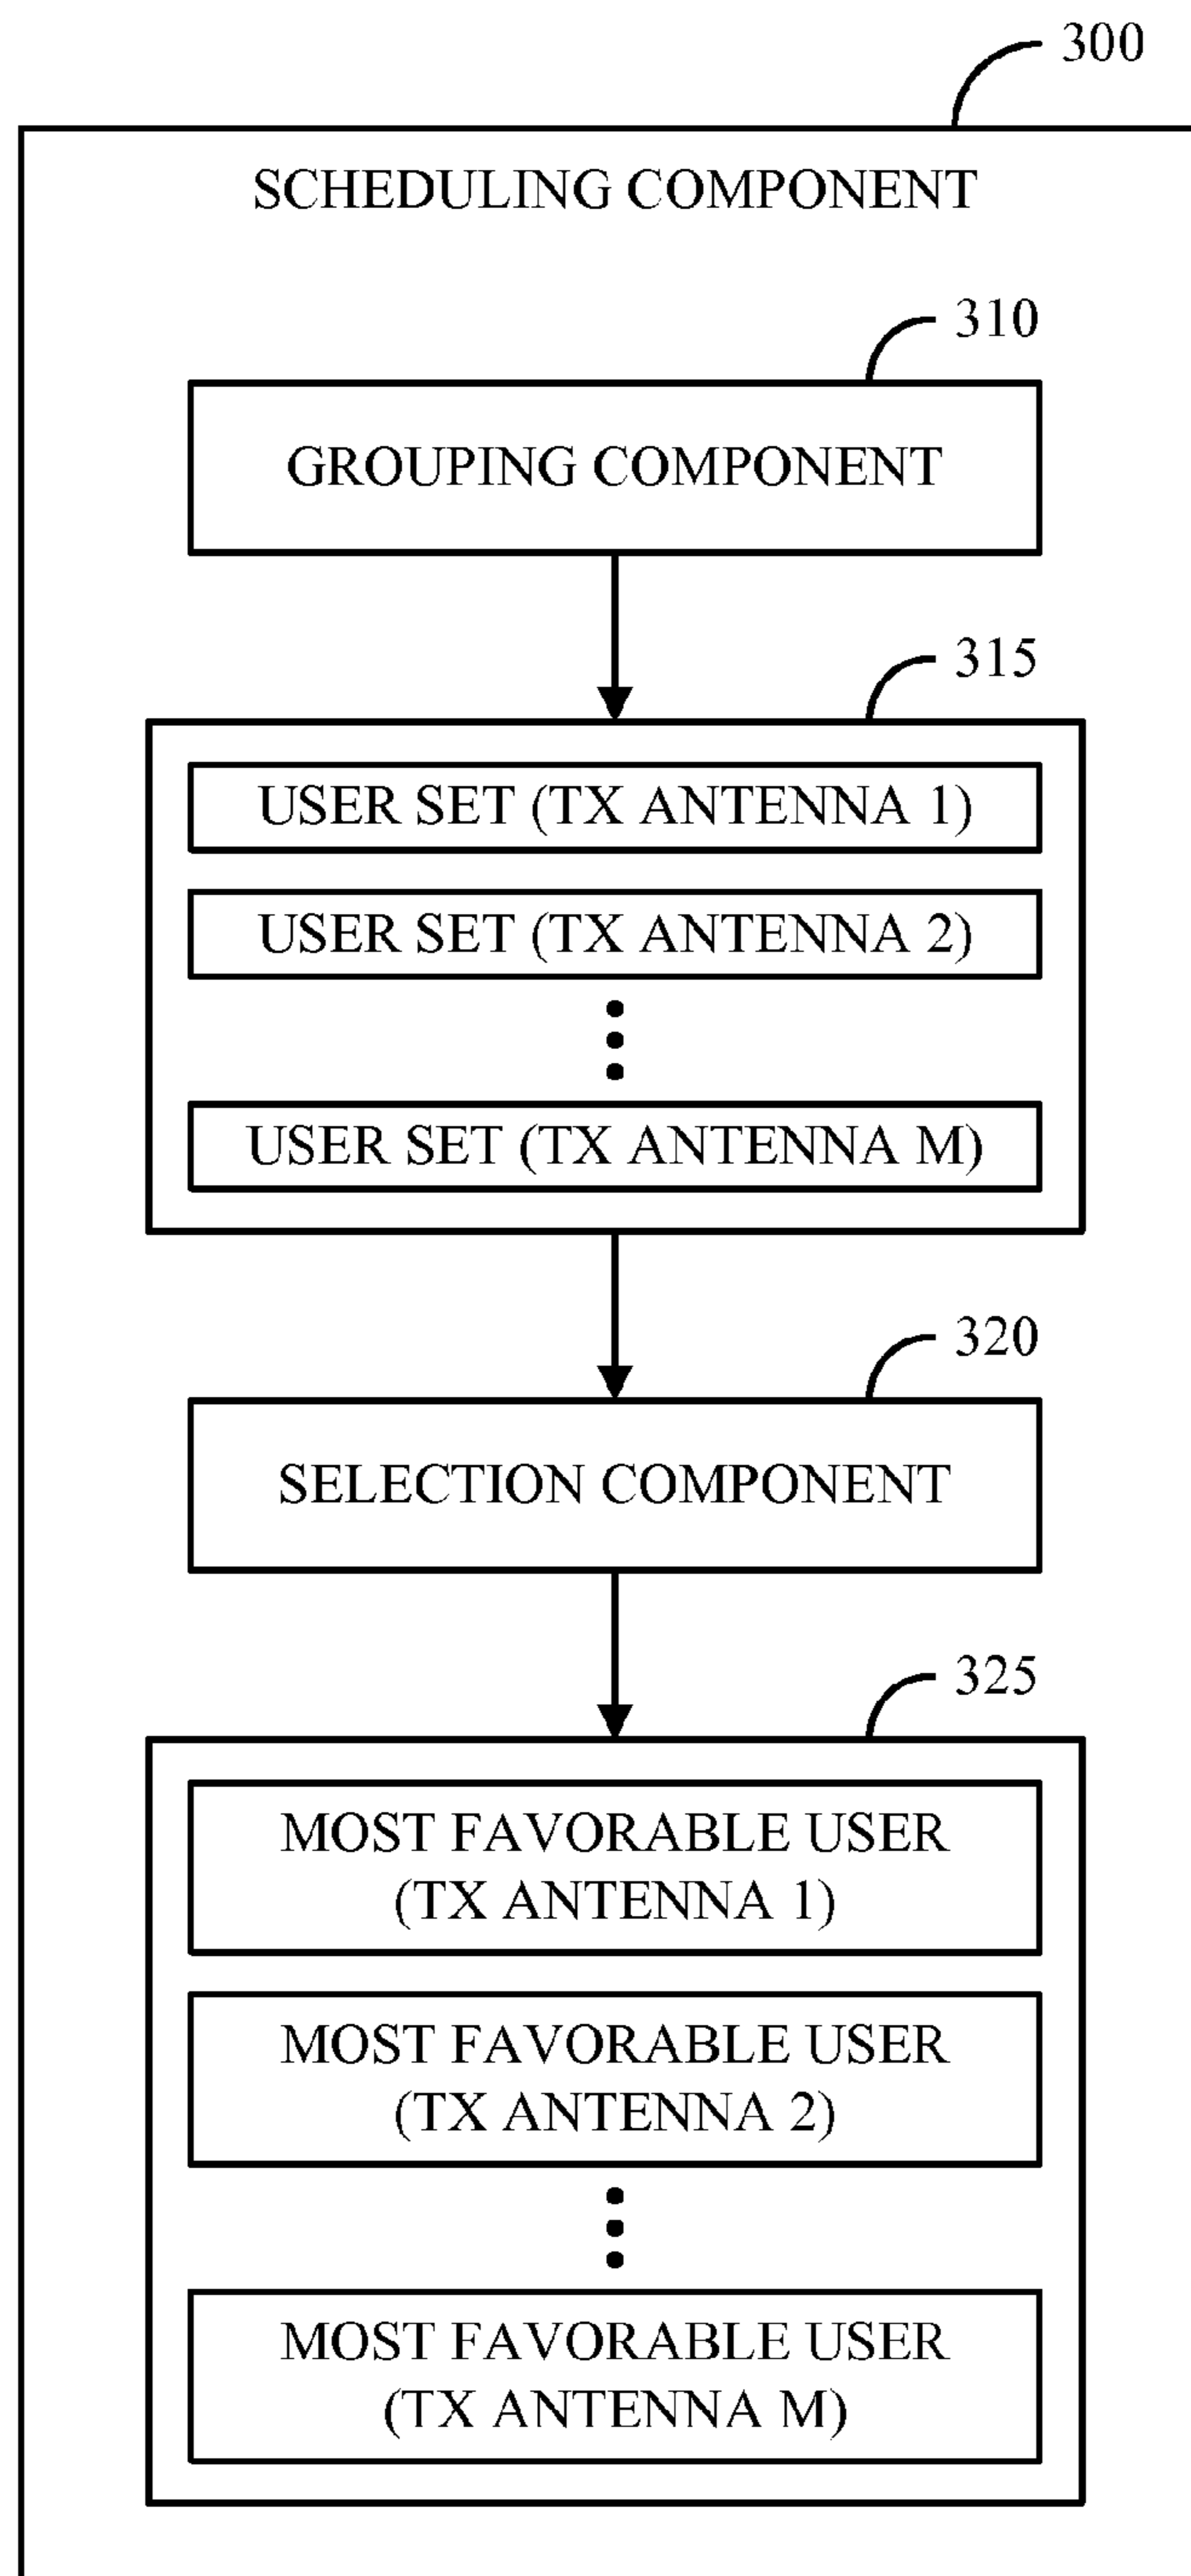 300
SCHEDULING COMPONENT
310
GROUPING COMPONENT
315
USER SET (TX ANTENNA 1)
USER SET (TX ANTENNA 2)
USER SET (TX ANTENNA M)
320
SELECTION COMPONENT
325
MOST FAVORABLE USER
(TX ANTENNA 1)
MOST FAVORABLE USER
(TX ANTENNA 2)
MOST FAVORABLE USER
(TX ANTENNA M)